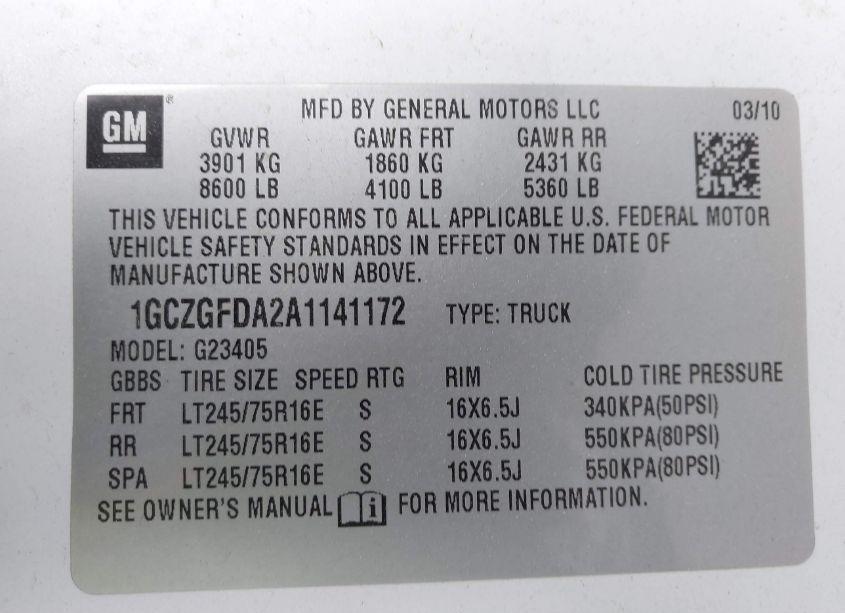 GM ® MFD BY GENERAL MOTORS LLC 03/10
GVWR GAWR FRT GAWR RR
3901 KG 1860 KG 2431 KG
8600 LB 4100 LB 5360 LB
THIS VEHICLE CONFORMS TO ALL APPLICABLE U.S. FEDERAL MOTOR
VEHICLE SAFETY STANDARDS IN EFFECT ON THE DATE OF
MANUFACTURE SHOWN ABOVE.
1GCZGFDA2A1141172 TYPE: TRUCK
MODEL: G23405
GBBS TIRE SIZE SPEED RTG RIM COLD TIRE PRESSURE
FRT LT245/75R16E S 16X6.5J 340KPA(50PSI)
RR LT245/75R16E S 16X6.5J 550KPA(80PSI)
SPA LT245/75R16E S 16X6.5J 550KPA(80PSI)
SEE OWNER'S MANUAL i FOR MORE INFORMATION.